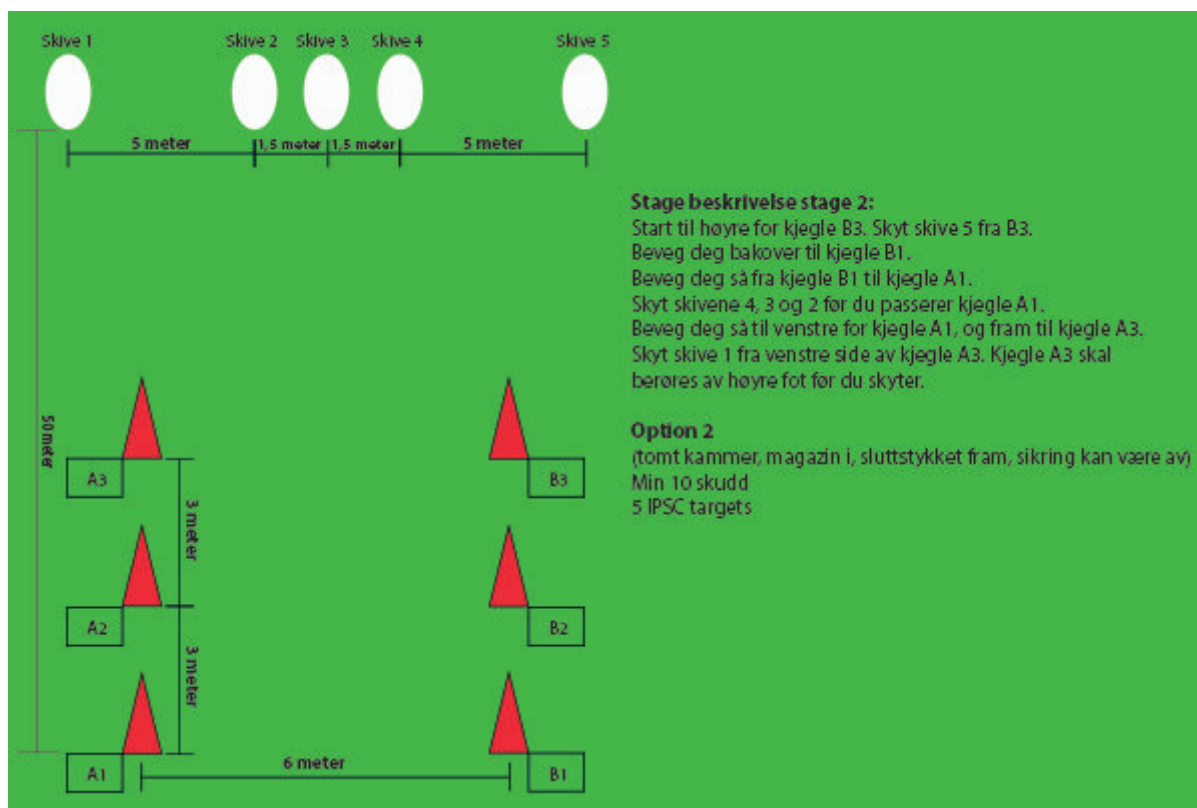 Skive 1
Skive 2
Skive 3
Skive 4
Skive 5
5 meter
1,5 meter
1,5 meter
5 meter
Stage beskrivelse stage 2:
Start til høyre for kjegle B3. Skyt skive 5 fra B3.
Beveg deg bakover til kjegle B1.
Beveg deg så fra kjegle B1 til kjegle A1.
Skyt skivene 4, 3 og 2 før du passerer kjegle A1.
Beveg deg så til venstre for kjegle A1, og fram til kjegle A3.
Skyt skive 1 fra venstre side av kjegle A3. Kjegle A3 skal
berøres av høyre fot før du skyter.
Option 2
(tomt kammer, magazin i, sluttstykket fram, sikring kan være av)
Min 10 skudd
5 IPSC targets
50 meter
A3
B3
3 meter
A2
B2
3 meter
A1
6 meter
B1